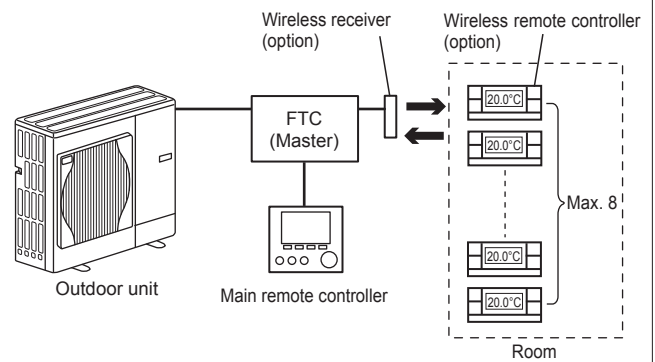 Wireless receiver
(option)
Wireless remote controller
(option)
FTC
(Master)
20.0°C
20.0°C
Max. 8
20.0°C
20.0°C
Outdoor unit
Main remote controller
Room